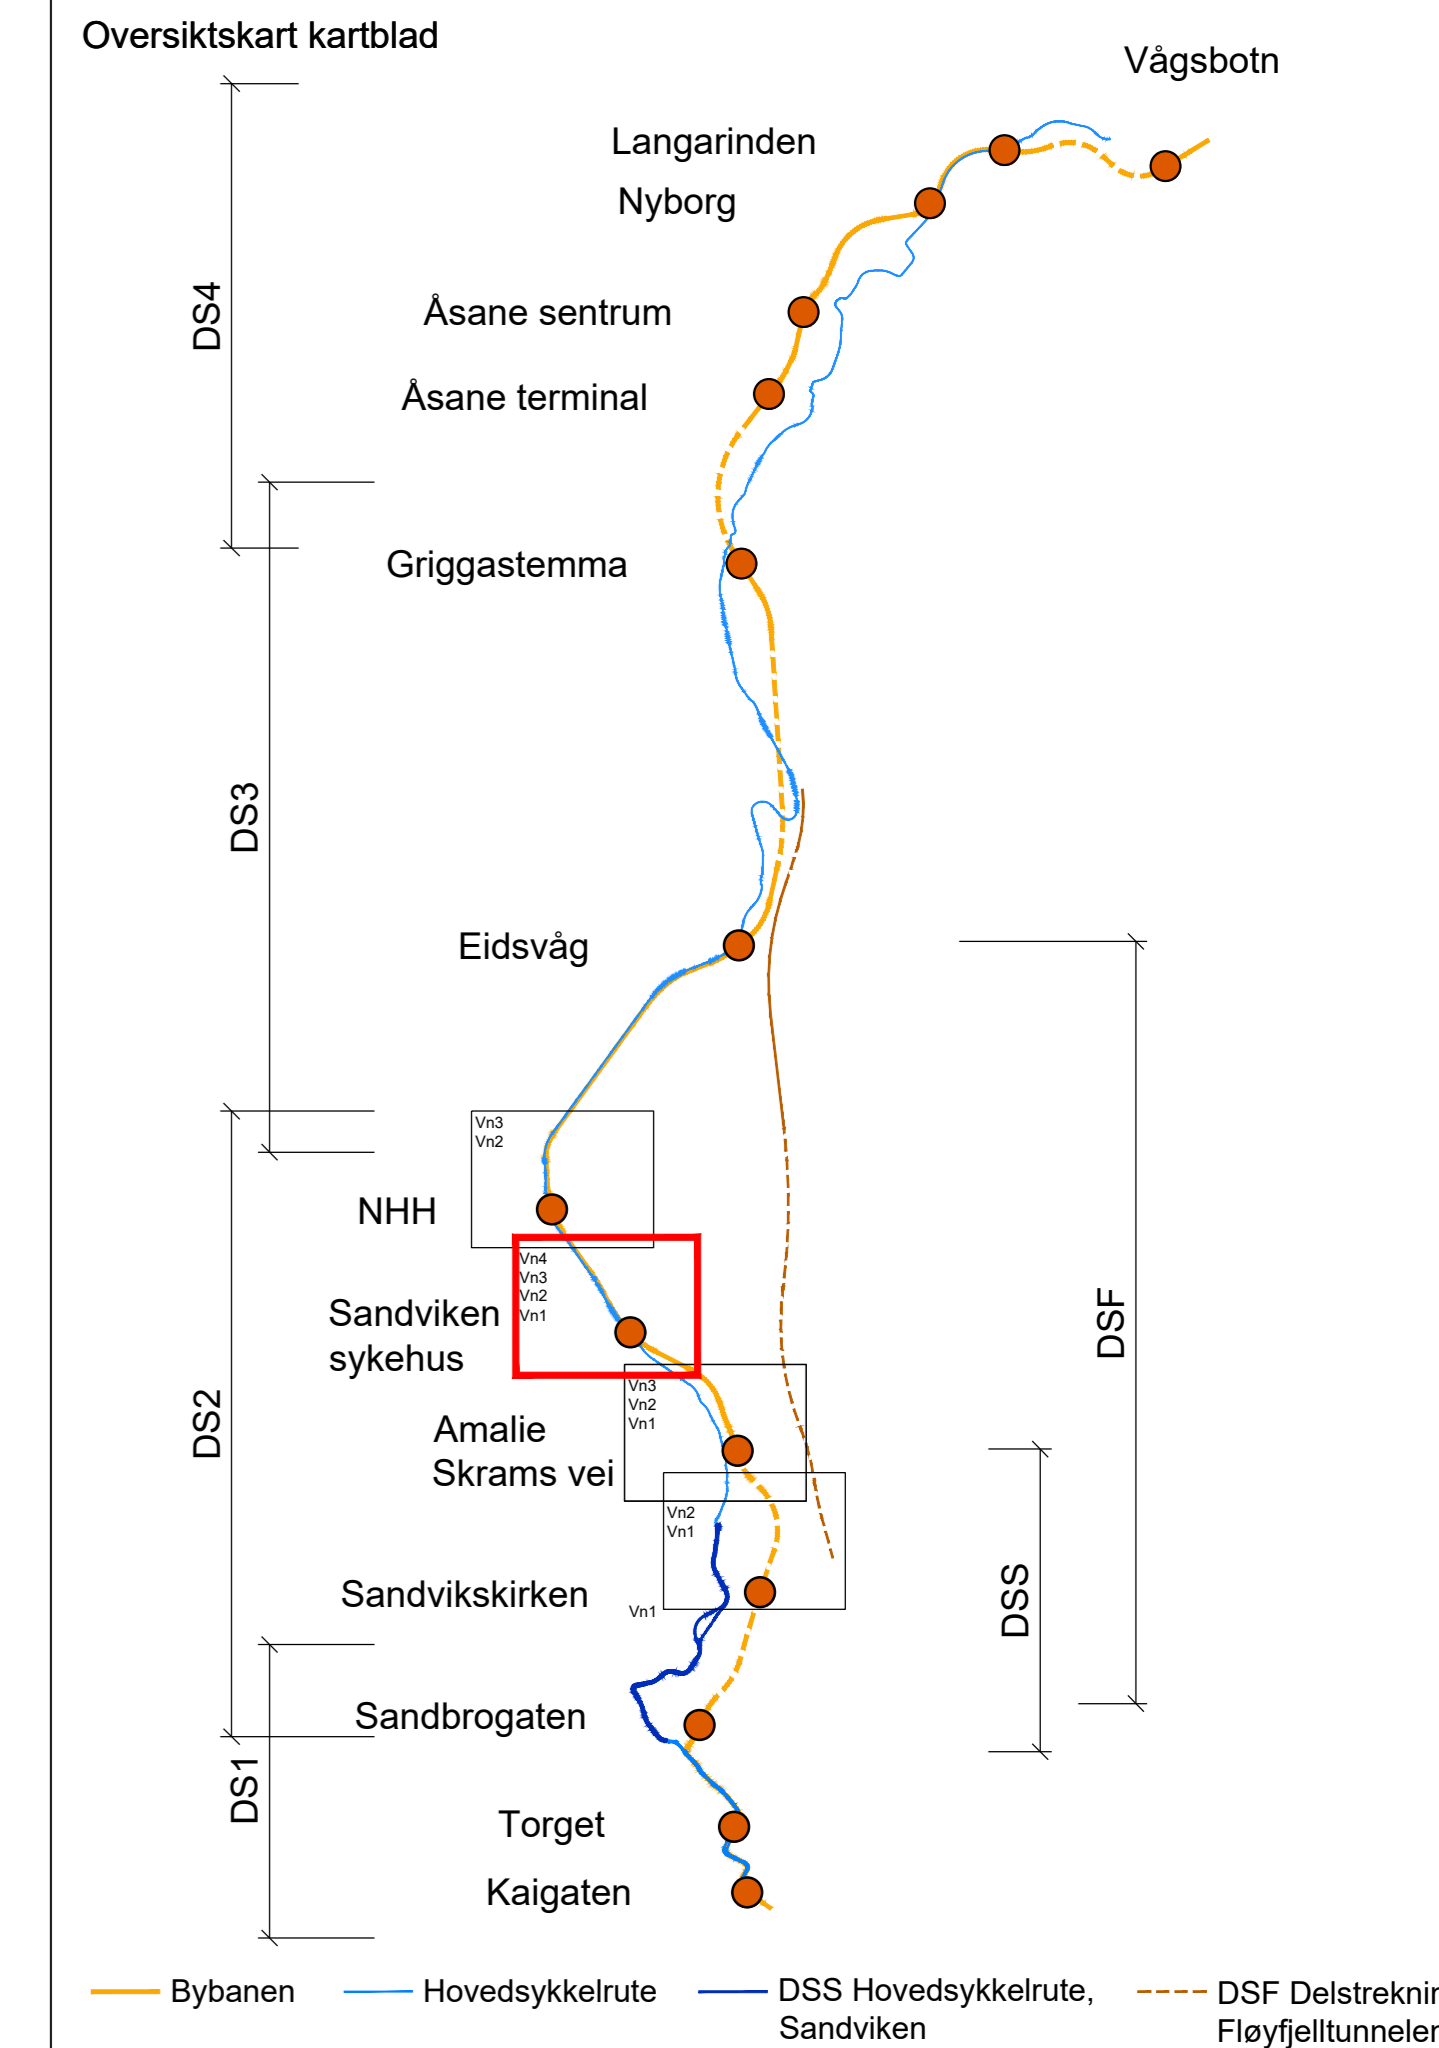 Oversiktskart kartblad
Vågsbotn
Langarinden
Nyborg
DS4
Åsane sentrum
Åsane terminal
Griggastemma
DS3
Eidsvåg
Vn3
Vn2
NHH
Vn4
Vn3
Vn2
Vn1
Sandviken
sykehus
DSF
Vn3
Vn2
Vn1
DS2
Amalie
Skrams vei
Vn2
Vn1
Sandvikskirken
DSS
Vn1
Sandbrogaten
DS1
Torget
Kaigaten
Bybanen
Hovedsykkelrute
DSS Hovedsykkelrute,
Sandviken
DSF
Fløyfjelltunnelen